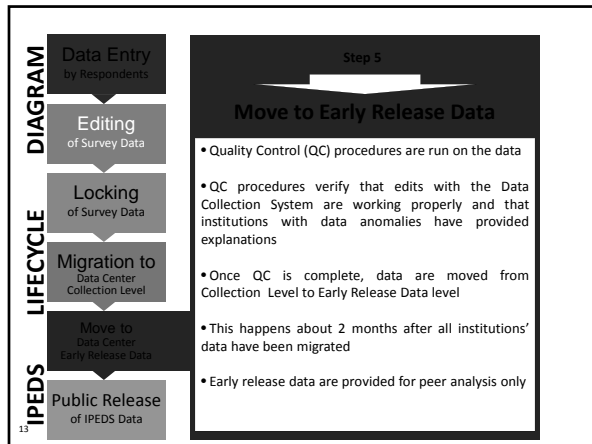 IPEDS LIFECYCLE DIAGRAM
Data Entry
by Respondents
Editing
of Survey Data
Locking
of Survey Data
Migration to
Data Center
Collection Level
Move to
Data Center
Early Release Data
Public Release
of IPEDS Data
Step 5
Move to Early Release Data
• Quality Control (QC) procedures are run on the data
• QC procedures verify that edits with the Data
Collection System are working properly and that
institutions with data anomalies have provided
explanations
• Once QC is complete, data are moved from
Collection Level to Early Release Data level
• This happens about 2 months after all institutions’
data have been migrated
• Early release data are provided for peer analysis only
13